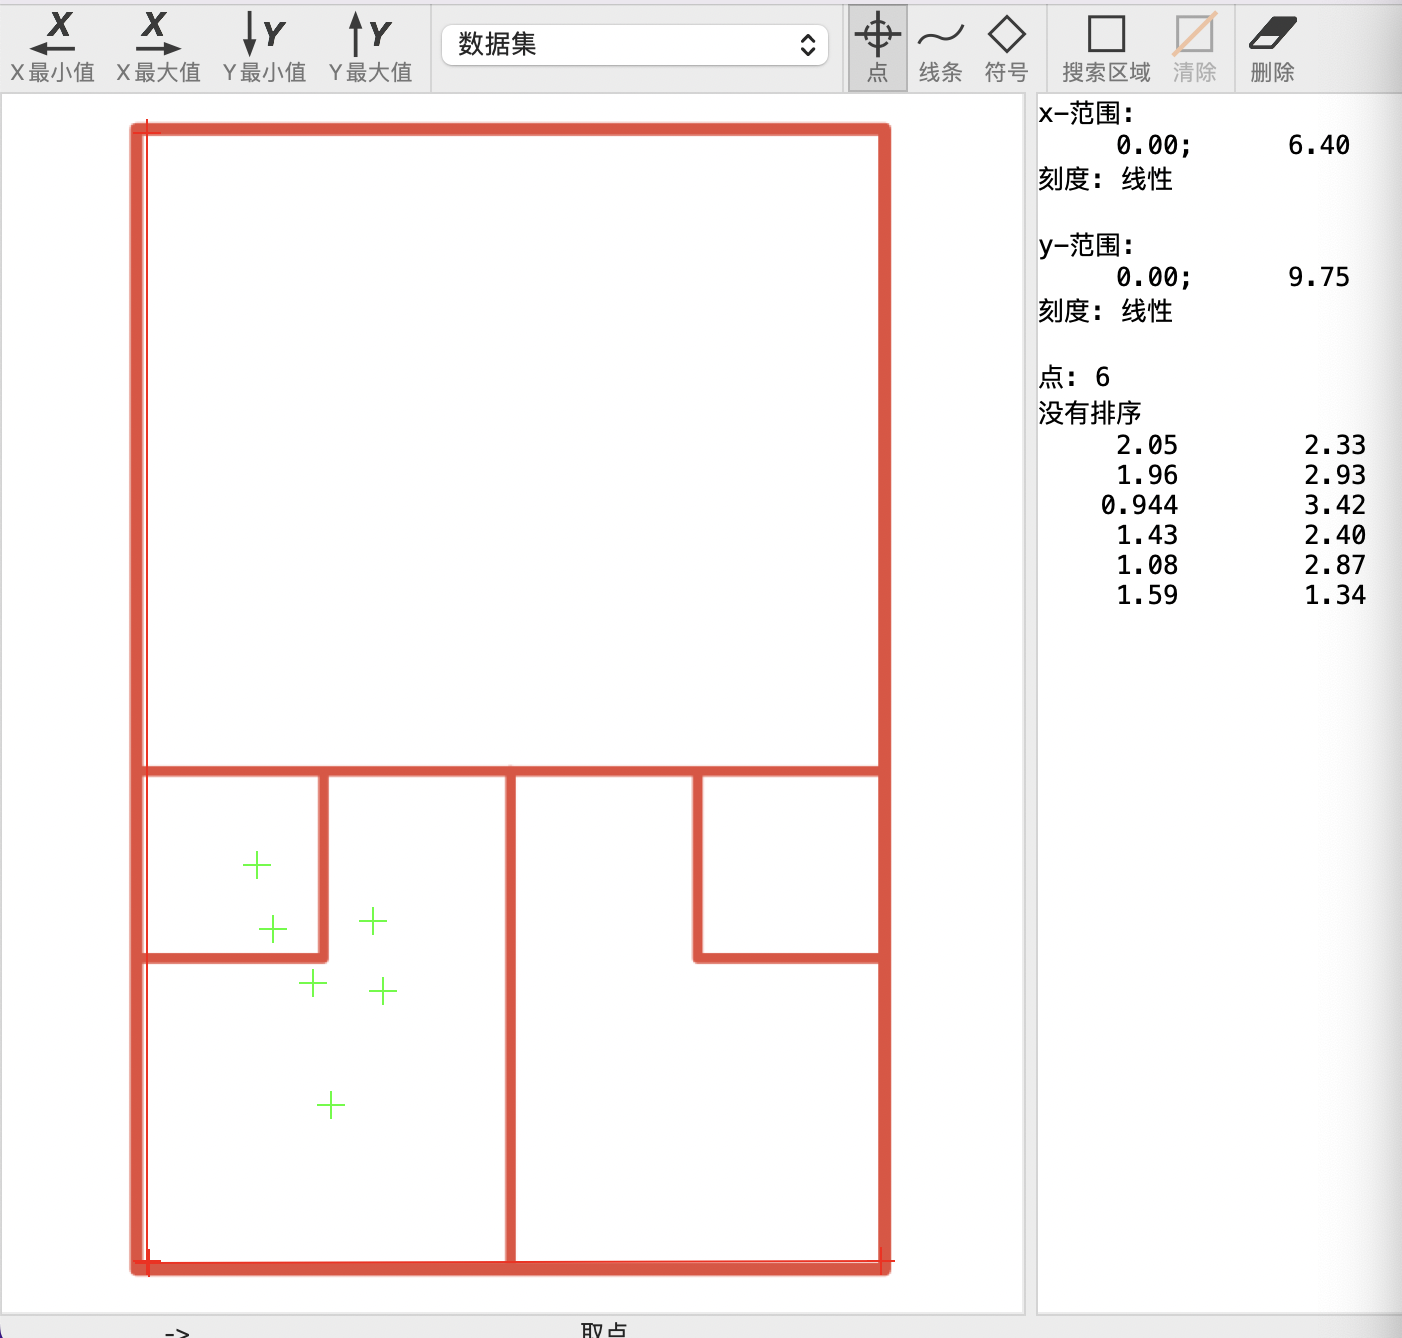 X X Y Y
X最小值 X最大值 Y最小值 Y最大值 数据集 点 线条 符号 搜索区域 清除 删除
x-范围:
0.00; 6.40
刻度: 线性
y-范围:
0.00; 9.75
刻度: 线性
点: 6
没有排序
2.05 2.33
1.96 2.93
0.944 3.42
1.43 2.40
1.08 2.87
1.59 1.34
-> 取点